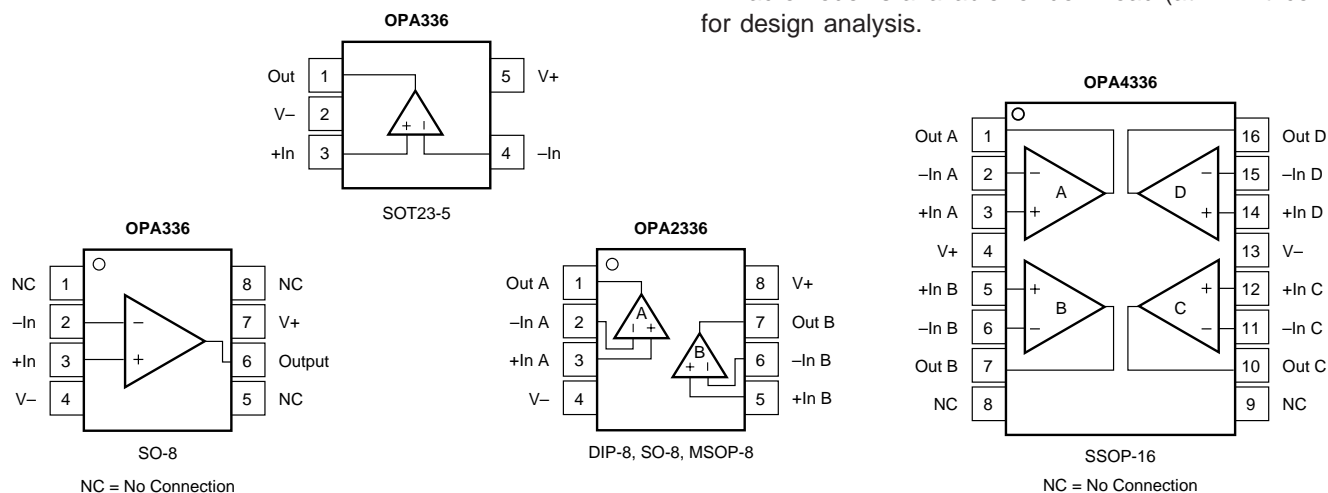 for design analysis.
OPA336
Out 1 5 V+
V– 2
+ –
+In 3 4 –In
SOT23-5
OPA336
NC 1 8 NC
–In 2 – 7 V+
+In 3 + 6 Output
V– 4 5 NC
SO-8
NC = No Connection
OPA2336
Out A 1 8 V+
–In A 2 A – + 7 Out B
+In A 3 B + – 6 –In B
V– 4 5 +In B
DIP-8, SO-8, MSOP-8
OPA4336
Out A 1 16 Out D
–In A 2 – – 15 –In D
A D
+In A 3 + + 14 +In D
V+ 4 13 V–
+In B 5 + + 12 +In C
B C
–In B 6 – – 11 –In C
Out B 7 10 Out C
NC 8 9 NC
SSOP-16
NC = No Connection